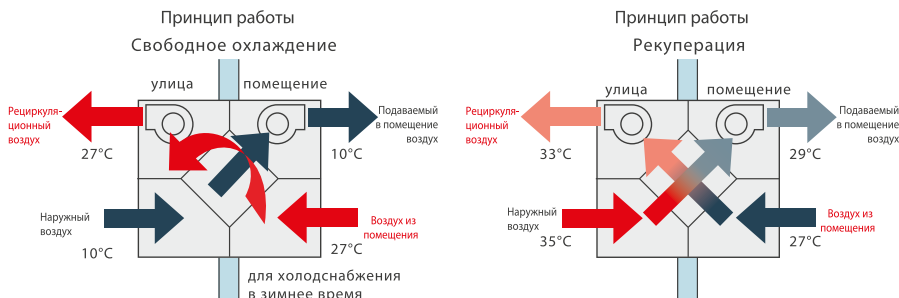 Принцип работы
Свободное охлаждение
улица
помещение
Рециркуля-
ционный
воздух
27°C
Подаваемый
в помещение
воздух
10°C
Наружный
воздух
10°C
Воздух из
помещения
27°C
для холодснабжения
в зимнее время
Принцип работы
Рекуперация
улица
помещение
Рециркуля-
ционный
воздух
33°C
Подаваемый
в помещение
воздух
29°C
Наружный
воздух
35°C
Воздух из
помещения
27°C